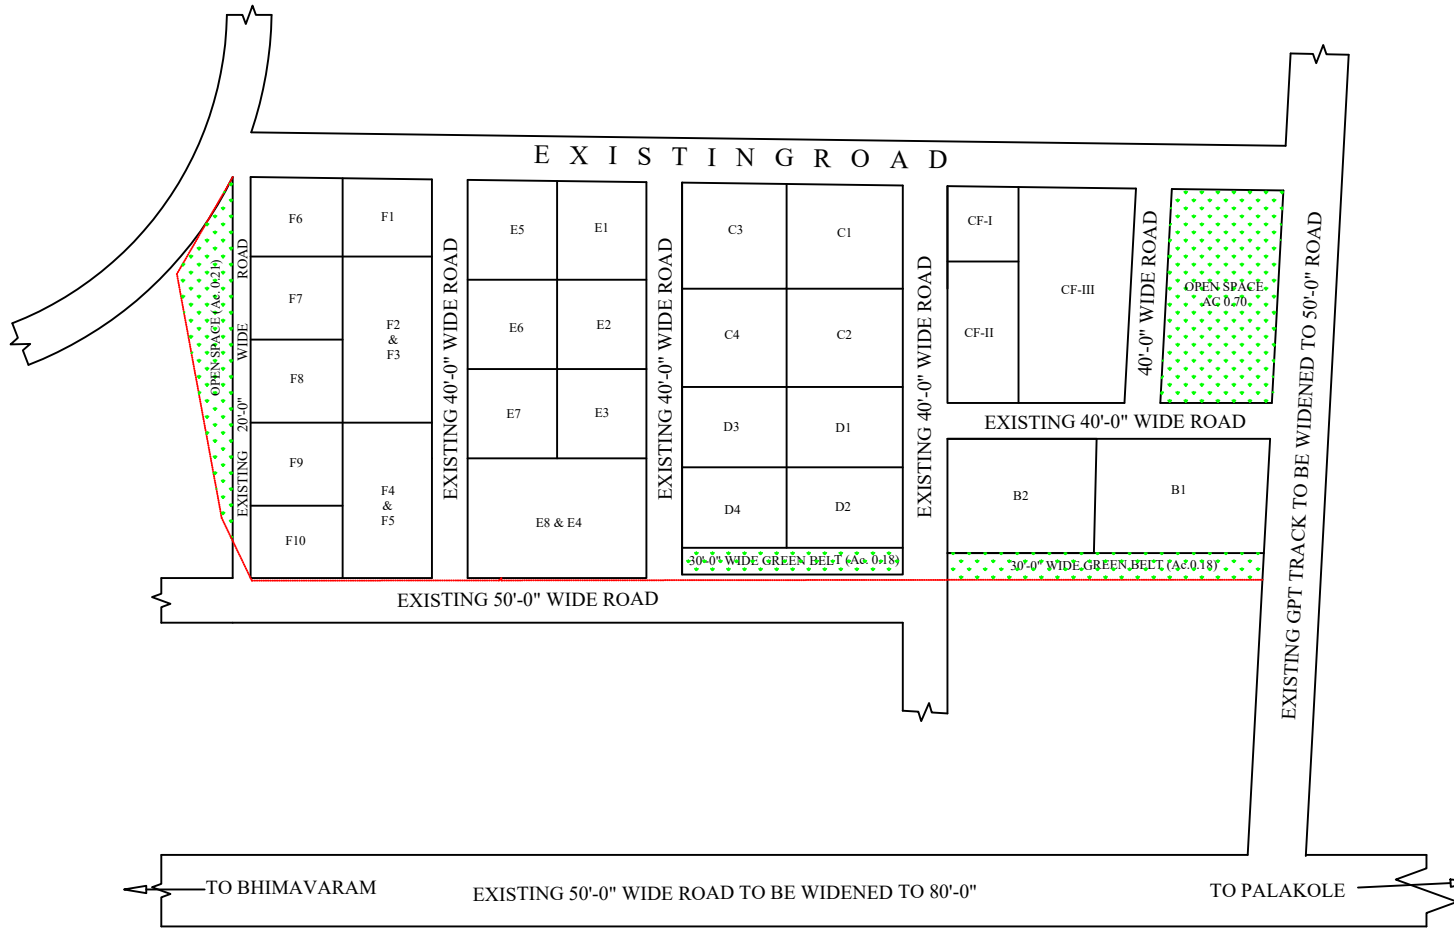 E X I S T I N G R O A D
OPEN SPACE (Ac. 0.21)
EXISTING 20'-0" WIDE ROAD
F6
F1
F7
F2
&
F3
F8
F9
F4
&
F5
F10
EXISTING 40'-0" WIDE ROAD
E5
E1
E6
E2
E7
E3
E8 & E4
EXISTING 40'-0" WIDE ROAD
C3
C1
C4
C2
D3
D1
D4
D2
30'-0" WIDE GREEN BELT (Ac. 0.18)
EXISTING 40'-0" WIDE ROAD
CF-I
CF-II
CF-III
40'-0" WIDE ROAD
OPEN SPACE
AC 0.70
EXISTING 40'-0" WIDE ROAD
B2
B1
30'-0" WIDE GREEN BELT (Ac.0.18)
EXISTING GPT TRACK TO BE WIDENED TO 50'-0" ROAD
EXISTING 50'-0" WIDE ROAD
TO BHIMAVARAM
EXISTING 50'-0" WIDE ROAD TO BE WIDENED TO 80'-0"
TO PALAKOLE